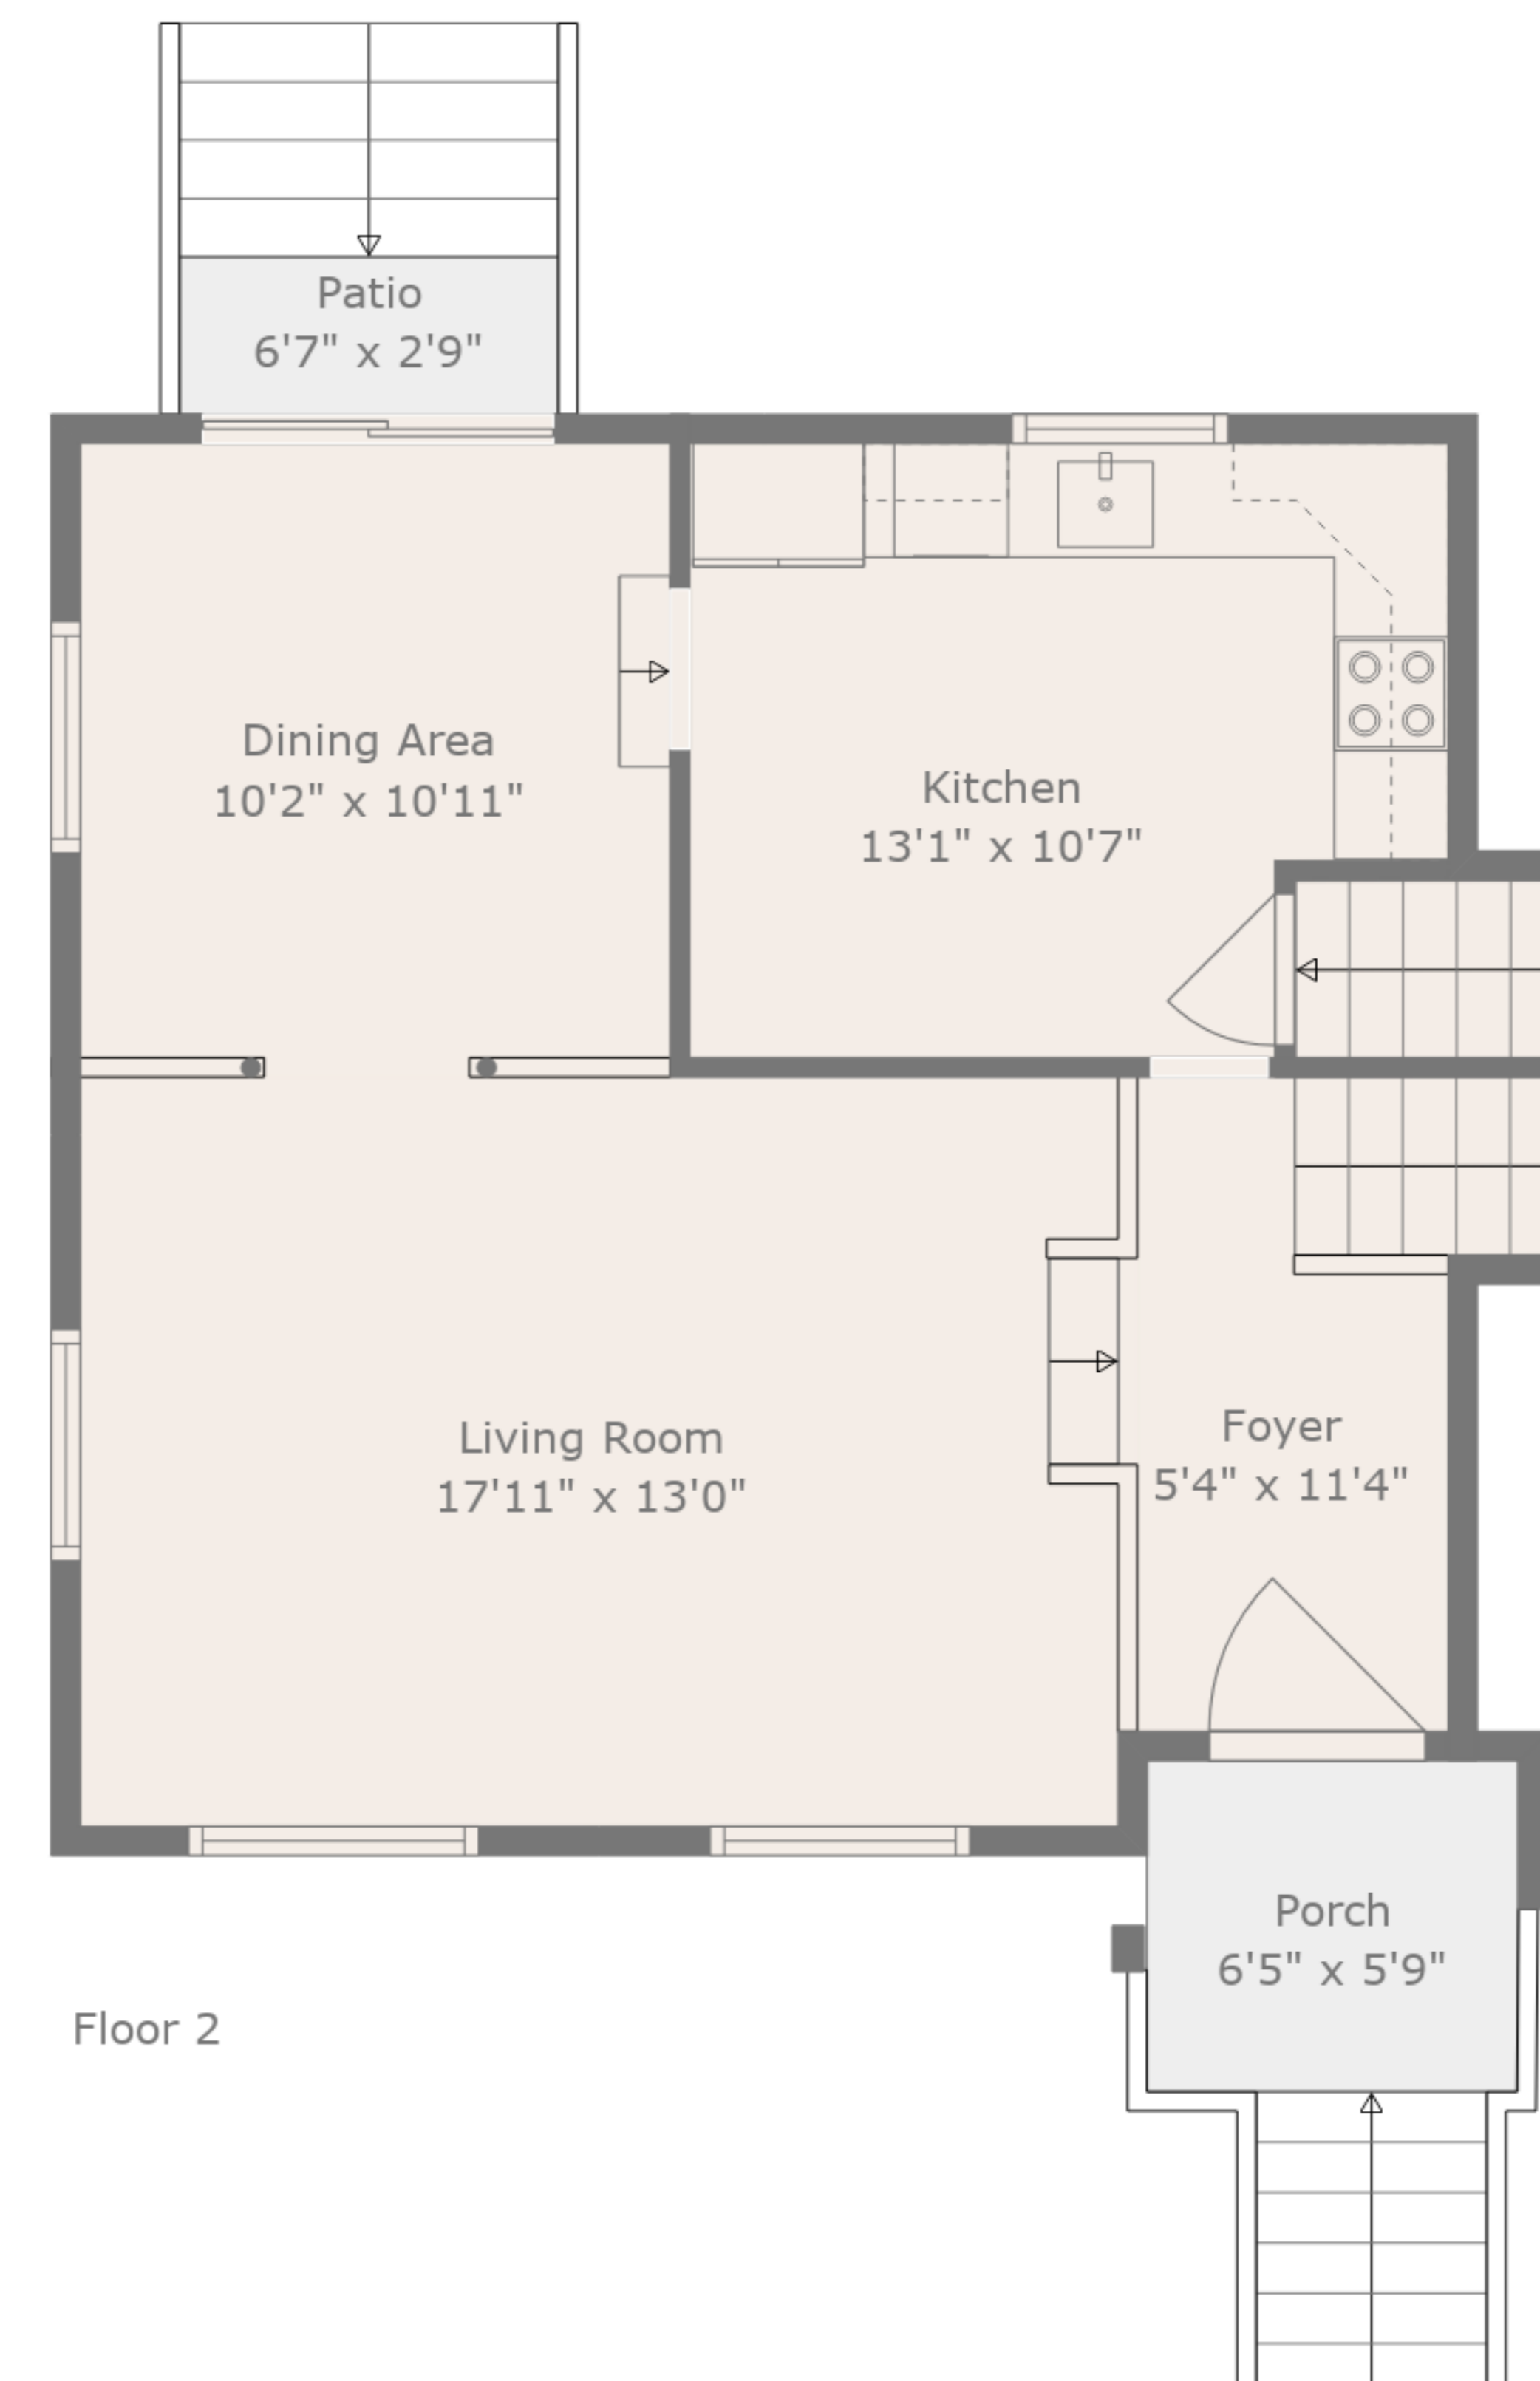 Patio
6'7" x 2'9"
Dining Area
10'2" x 10'11"
Kitchen
13'1" x 10'7"
Living Room
17'11" x 13'0"
Foyer
5'4" x 11'4"
Porch
6'5" x 5'9"
Floor 2